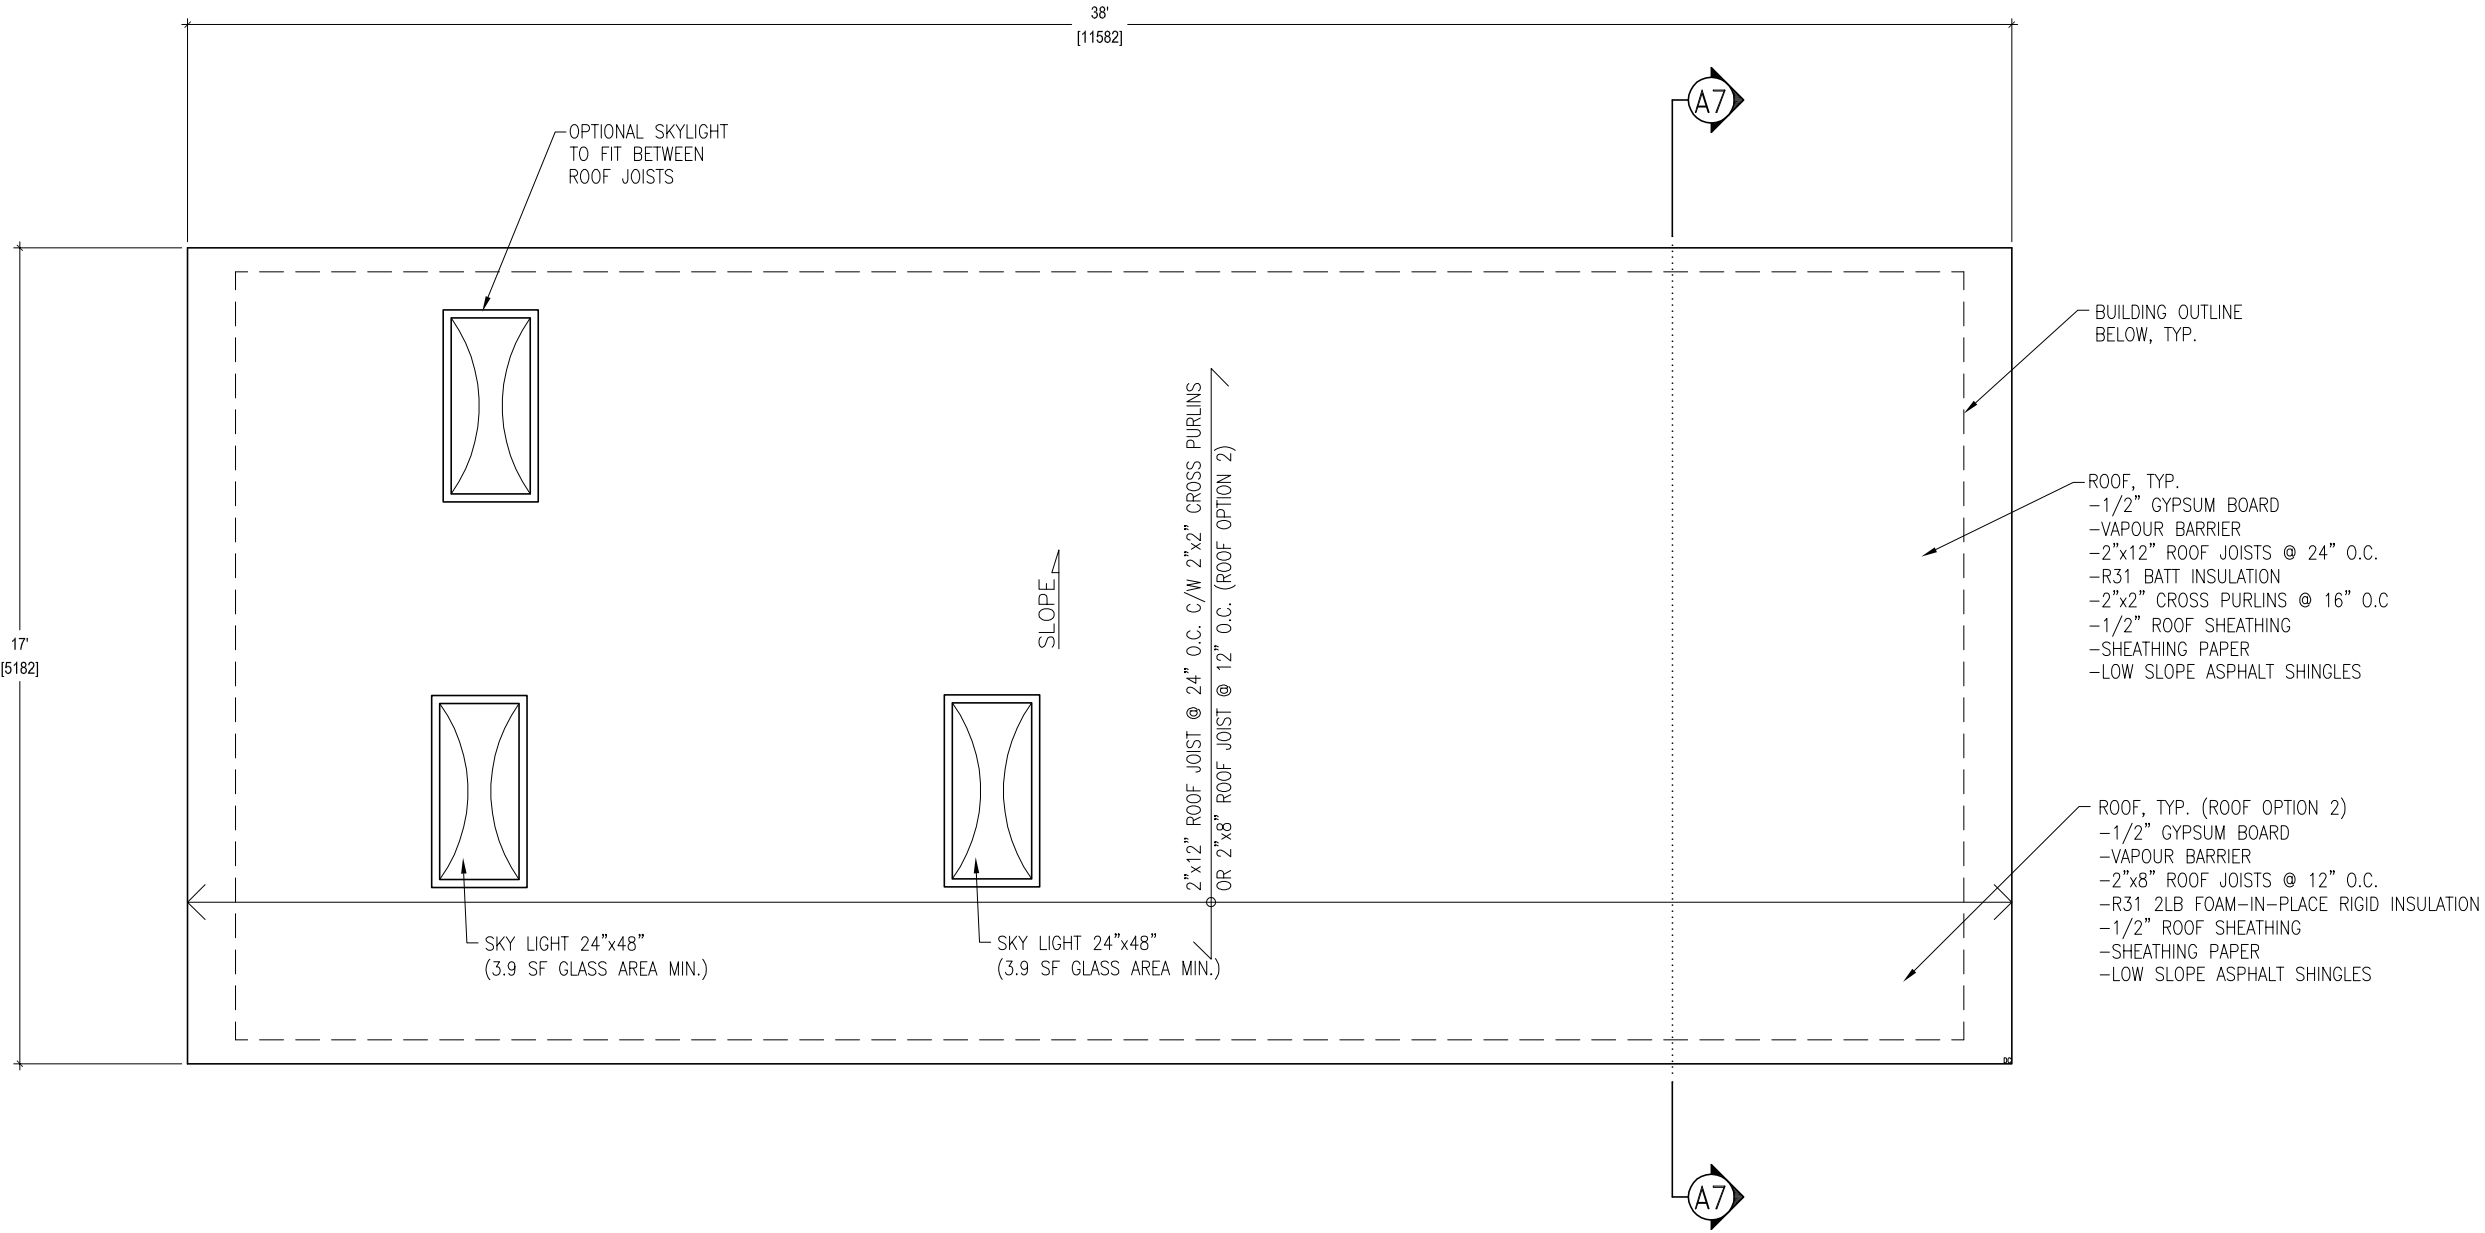 38'
[11582]
A7
OPTIONAL SKYLIGHT
TO FIT BETWEEN
ROOF JOISTS
BUILDING OUTLINE
BELOW, TYP.
2"x12" ROOF JOIST @ 24" O.C. C/W 2"x2" CROSS PURLINS
OR 2"x8" ROOF JOIST @ 12" O.C. (ROOF OPTION 2)
SLOPE
ROOF, TYP.
-1/2" GYPSUM BOARD
-VAPOUR BARRIER
-2"x12" ROOF JOISTS @ 24" O.C.
-R31 BATT INSULATION
-2"x2" CROSS PURLINS @ 16" O.C
-1/2" ROOF SHEATHING
-SHEATHING PAPER
-LOW SLOPE ASPHALT SHINGLES
17'
[5182]
ROOF, TYP. (ROOF OPTION 2)
-1/2" GYPSUM BOARD
-VAPOUR BARRIER
-2"x8" ROOF JOISTS @ 12" O.C.
-R31 2LB FOAM-IN-PLACE RIGID INSULATION
-1/2" ROOF SHEATHING
-SHEATHING PAPER
-LOW SLOPE ASPHALT SHINGLES
SKY LIGHT 24"x48"
(3.9 SF GLASS AREA MIN.)
SKY LIGHT 24"x48"
(3.9 SF GLASS AREA MIN.)
A7